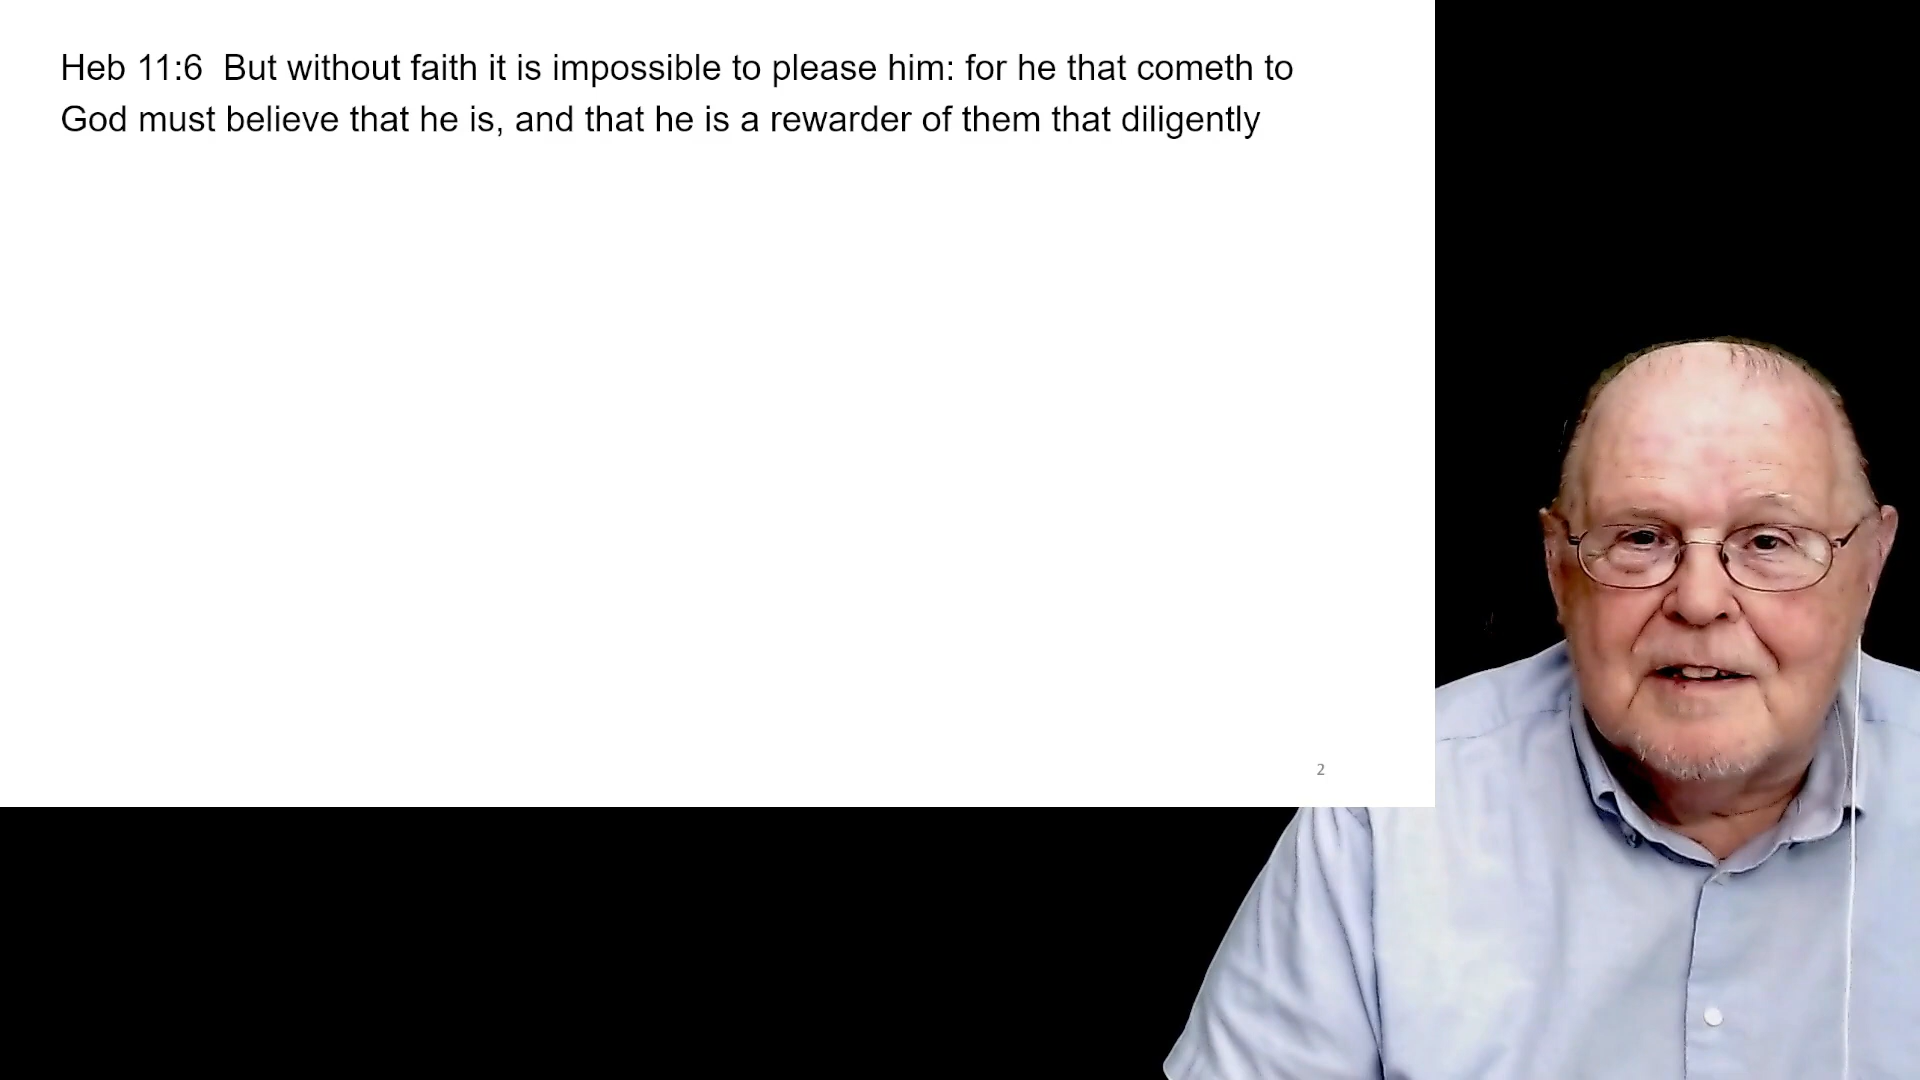 Heb 11:6  But without faith it is impossible to please him: for he that cometh to
God must believe that he is, and that he is a rewarder of them that diligently
2